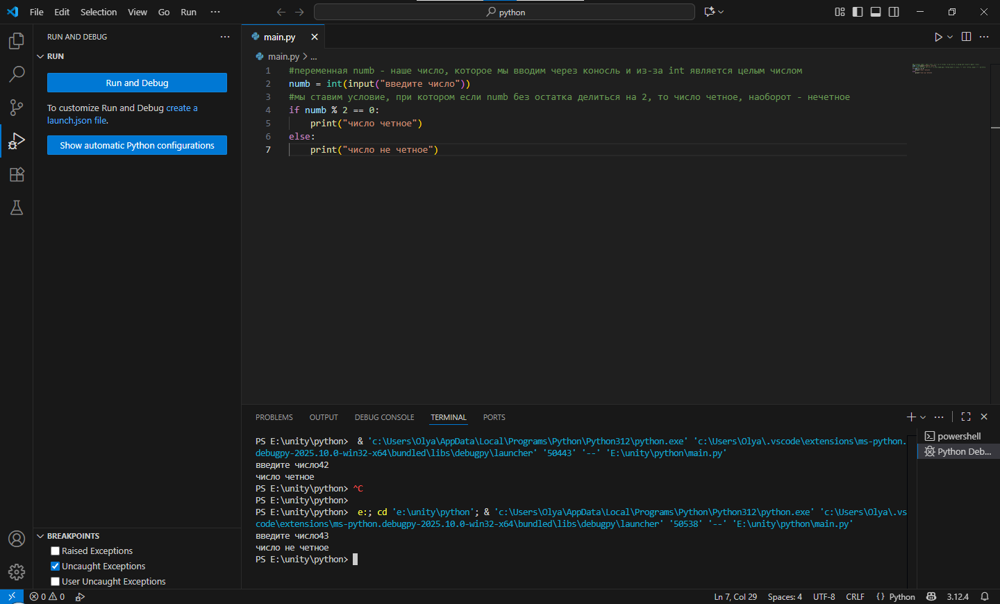 File Edit Selection View Go Run ··· python
RUN AND DEBUG ···
RUN
Run and Debug
To customize Run and Debug create a
launch.json file.
Show automatic Python configurations
main.py
main.py > ...
1 #переменная numb - наше число, которое мы вводим через коносль и из-за int является целым числом
2 numb = int(input("введите число"))
3 #мы ставим условие, при котором если numb без остатка делиться на 2, то число четное, наоборот - нечетное
4 if numb % 2 == 0:
5 print("число четное")
6 else:
7 print("число не четное")
PROBLEMS OUTPUT DEBUG CONSOLE TERMINAL PORTS
PS E:\unity\python> & 'c:\Users\Olya\AppData\Local\Programs\Python\Python312\python.exe' 'c:\Users\Olya\.vscode\extensions\ms-python.
debugpy-2025.10.0-win32-x64\bundled\libs\debugpy\launcher' '50443' '--' 'E:\unity\python\main.py'
введите число42
число четное
PS E:\unity\python> ^C
PS E:\unity\python>
PS E:\unity\python> e:; cd 'e:\unity\python'; & 'c:\Users\Olya\AppData\Local\Programs\Python\Python312\python.exe' 'c:\Users\Olya\.vs
code\extensions\ms-python.debugpy-2025.10.0-win32-x64\bundled\libs\debugpy\launcher' '50538' '--' 'E:\unity\python\main.py'
введите число43
число не четное
PS E:\unity\python>
powershell
Python Deb...
BREAKPOINTS
Raised Exceptions
Uncaught Exceptions
User Uncaught Exceptions
0 0 Ln 7, Col 29 Spaces: 4 UTF-8 CRLF {} Python 3.12.4